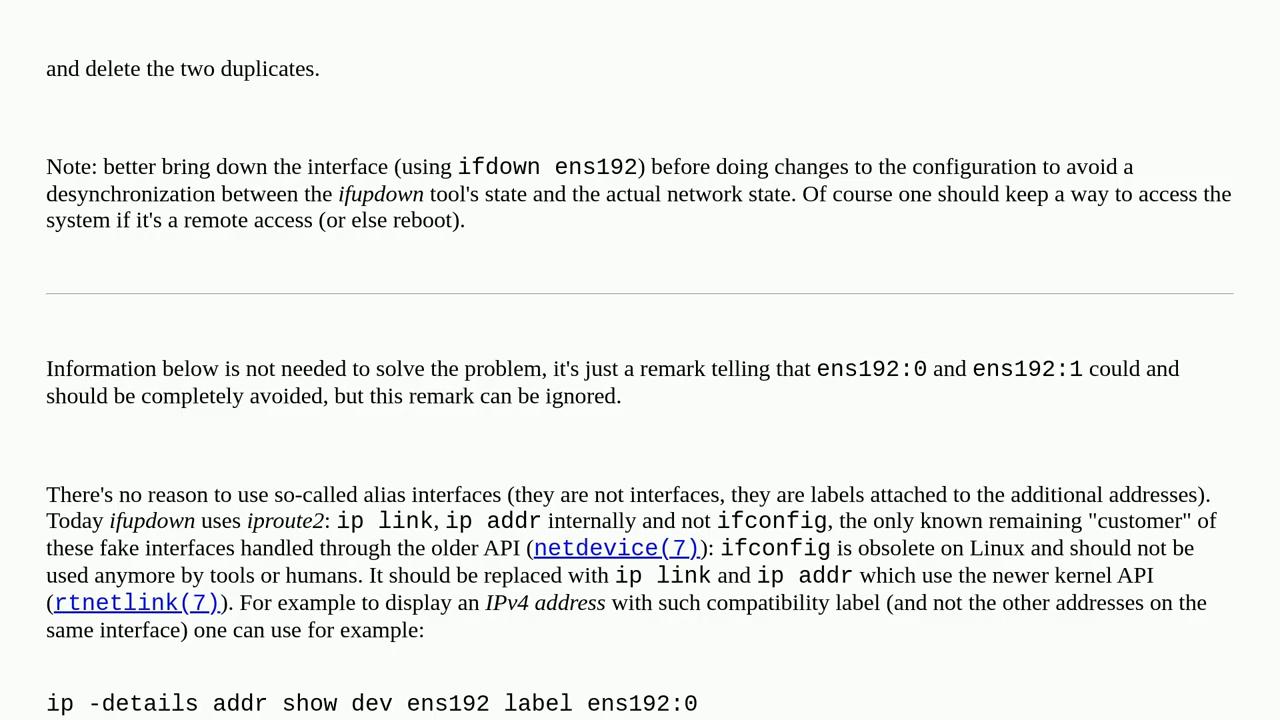 and delete the two duplicates.
Note: better bring down the interface (using ifdown ens192) before doing changes to the configuration to avoid a
desynchronization between the ifupdown tool's state and the actual network state. Of course one should keep a way to access the
system if it's a remote access (or else reboot).
Information below is not needed to solve the problem, it's just a remark telling that ens192:0 and ens192:1 could and
should be completely avoided, but this remark can be ignored.
There's no reason to use so-called alias interfaces (they are not interfaces, they are labels attached to the additional addresses).
Today ifupdown uses iproute2: ip link, ip addr internally and not ifconfig, the only known remaining "customer" of
these fake interfaces handled through the older API (netdevice(7)): ifconfig is obsolete on Linux and should not be
used anymore by tools or humans. It should be replaced with ip link and ip addr which use the newer kernel API
(rtnetlink(7)). For example to display an IPv4 address with such compatibility label (and not the other addresses on the
same interface) one can use for example:
ip -details addr show dev ens192 label ens192:0